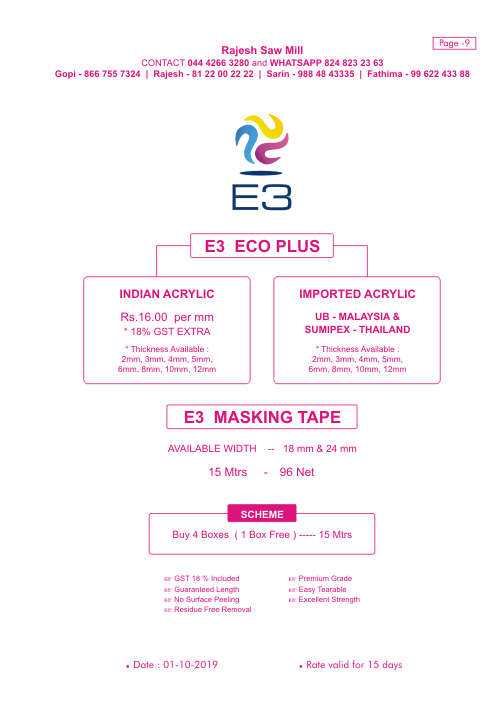 Page -9
Rajesh Saw Mill
CONTACT 044 4266 3280 and WHATSAPP 824 823 23 63
Gopi - 866 755 7324 | Rajesh - 81 22 00 22 22 | Sarin - 988 48 43335 | Fathima - 99 622 433 88
E3
E3 ECO PLUS
INDIAN ACRYLIC
Rs.16.00 per mm
* 18% GST EXTRA
* Thickness Available :
2mm, 3mm, 4mm, 5mm,
6mm, 8mm, 10mm, 12mm
IMPORTED ACRYLIC
UB - MALAYSIA &
SUMIPEX - THAILAND
* Thickness Available :
2mm, 3mm, 4mm, 5mm,
6mm, 8mm, 10mm, 12mm
E3 MASKING TAPE
AVAILABLE WIDTH -- 18 mm & 24 mm
15 Mtrs - 96 Net
SCHEME
Buy 4 Boxes ( 1 Box Free ) ----- 15 Mtrs
☞ GST 18 % Included
☞ Guaranteed Length
☞ No Surface Peeling
☞ Residue Free Removal
☞ Premium Grade
☞ Easy Tearable
☞ Excellent Strength
• Date : 01-10-2019
• Rate valid for 15 days